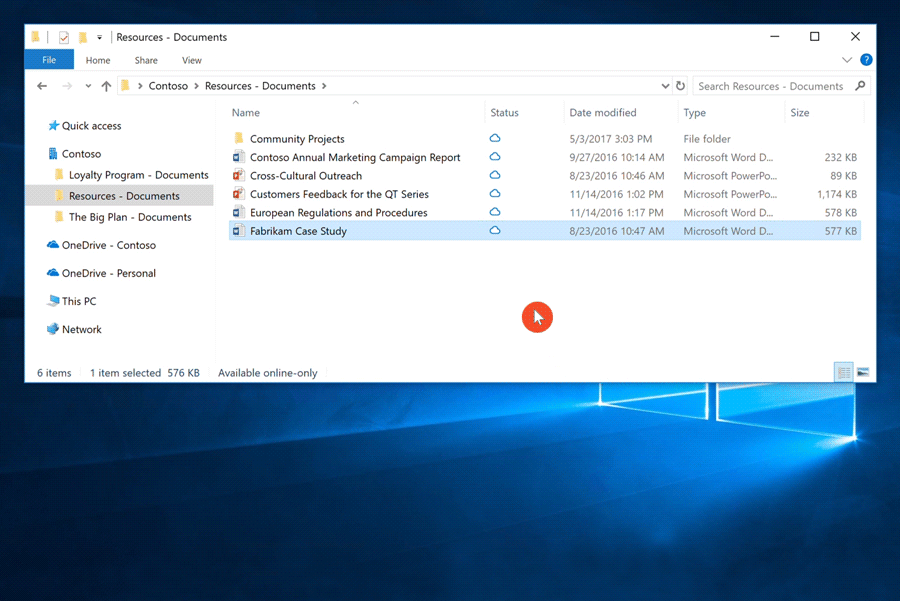 Resources - Documents
File Home Share View
Contoso Resources - Documents Search Resources - Documents
Name Status Date modified Type Size
Quick access
Contoso
Loyalty Program - Documents
Resources - Documents
The Big Plan - Documents
OneDrive - Contoso
OneDrive - Personal
This PC
Network
Community Projects 5/3/2017 3:03 PM File folder
Contoso Annual Marketing Campaign Report 9/27/2016 10:14 AM Microsoft Word D... 232 KB
Cross-Cultural Outreach 8/23/2016 10:46 AM Microsoft PowerPo... 89 KB
Customers Feedback for the QT Series 11/14/2016 1:02 PM Microsoft PowerPo... 1,174 KB
European Regulations and Procedures 11/14/2016 1:17 PM Microsoft Word D... 578 KB
Fabrikam Case Study 8/23/2016 10:47 AM Microsoft Word D... 577 KB
6 items 1 item selected 576 KB Available online-only